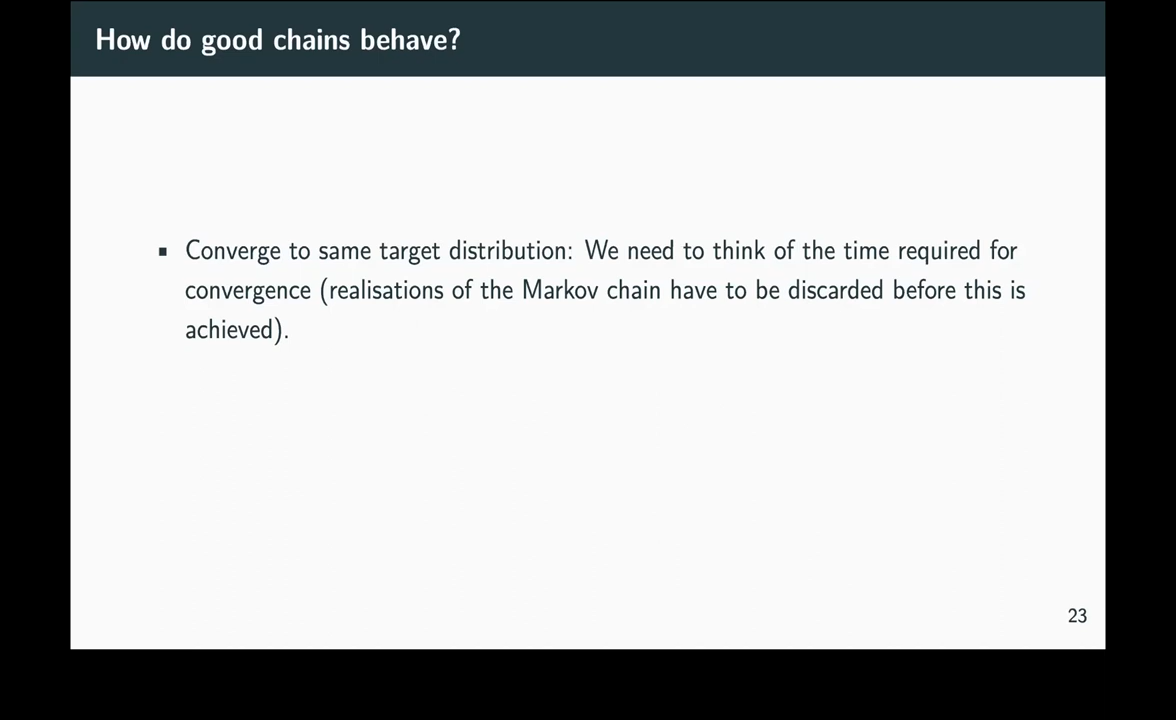 How do good chains behave?
▪ Converge to same target distribution: We need to think of the time required for
convergence (realisations of the Markov chain have to be discarded before this is
achieved).
23